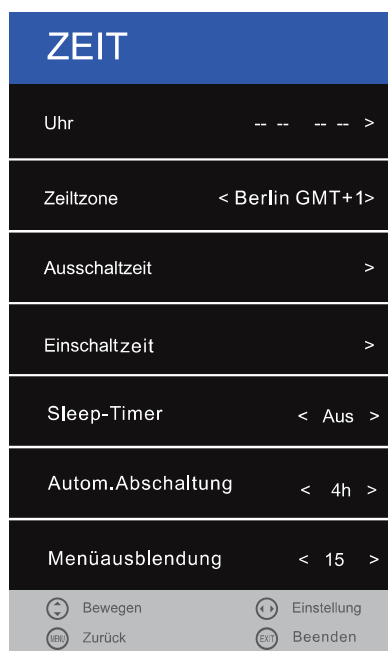 ZEIT
Uhr -- -- -- -- >
Zeiltzone < Berlin GMT+1>
Ausschaltzeit >
Einschaltzeit >
Sleep-Timer < Aus >
Autom.Abschaltung < 4h >
Menüausblendung < 15 >
Bewegen Einstellung
MENU Zurück EXIT Beenden